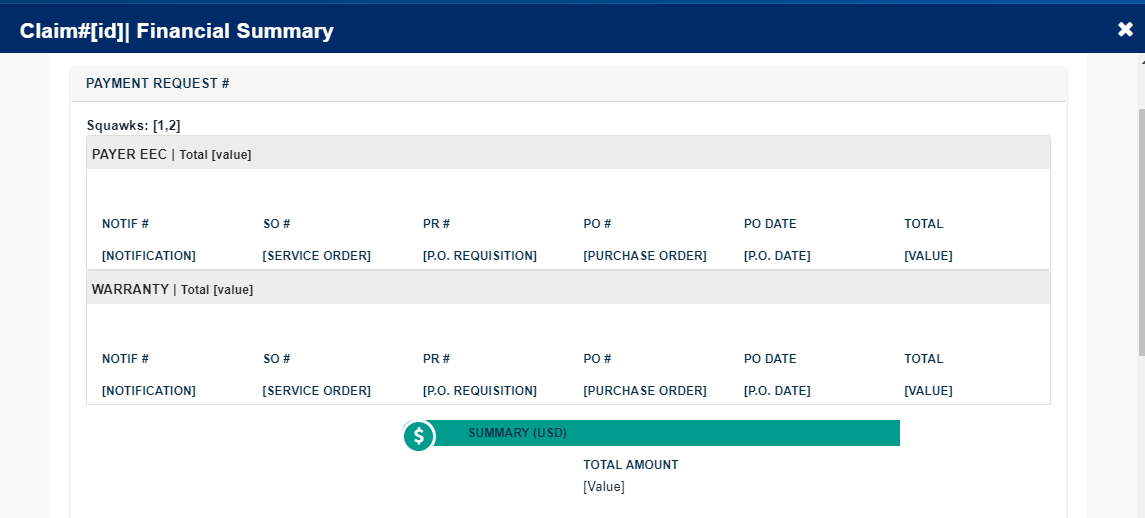 Claim#[id]| Financial Summary
PAYMENT REQUEST #
Squawks: [1,2]
PAYER EEC | Total [value]
NOTIF # SO # PR # PO # PO DATE TOTAL
[NOTIFICATION] [SERVICE ORDER] [P.O. REQUISITION] [PURCHASE ORDER] [P.O. DATE] [VALUE]
WARRANTY | Total [value]
NOTIF # SO # PR # PO # PO DATE TOTAL
[NOTIFICATION] [SERVICE ORDER] [P.O. REQUISITION] [PURCHASE ORDER] [P.O. DATE] [VALUE]
$ SUMMARY (USD)
TOTAL AMOUNT
[Value]